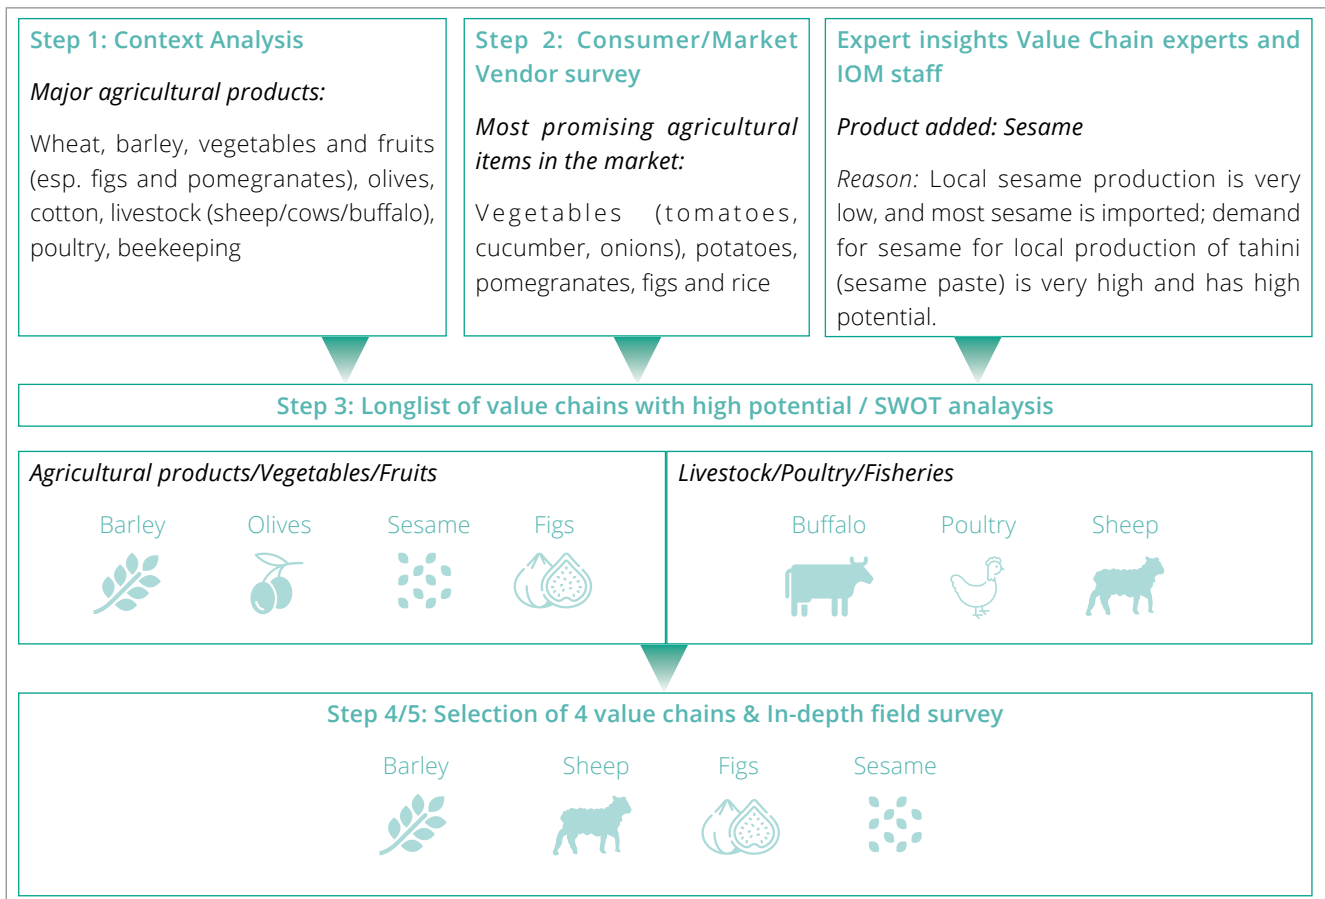 Step 1: Context Analysis
Major agricultural products:
Wheat, barley, vegetables and fruits
(esp. figs and pomegranates), olives,
cotton, livestock (sheep/cows/buffalo),
poultry, beekeeping
Step 2: Consumer/Market
Vendor survey
Most promising agricultural
items in the market:
Vegetables (tomatoes,
cucumber, onions), potatoes,
pomegranates, figs and rice
Expert insights Value Chain experts and
IOM staff
Product added: Sesame
Reason: Local sesame production is very
low, and most sesame is imported; demand
for sesame for local production of tahini
(sesame paste) is very high and has high
potential.
Step 3: Longlist of value chains with high potential / SWOT analaysis
Agricultural products/Vegetables/Fruits
Barley Olives Sesame Figs
Livestock/Poultry/Fisheries
Buffalo Poultry Sheep
Step 4/5: Selection of 4 value chains & In-depth field survey
Barley Sheep Figs Sesame